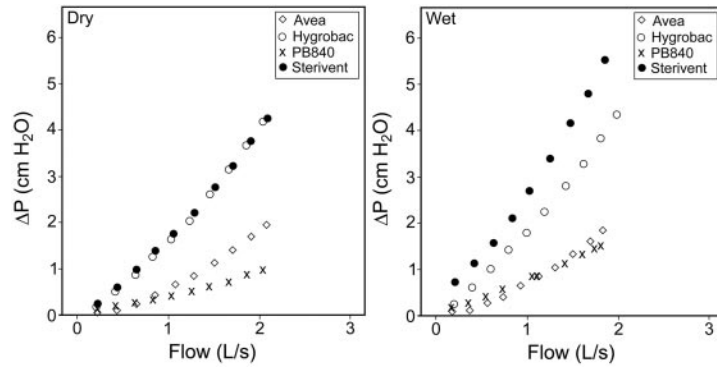 Dry
Avea
Hygrobac
PB840
Sterivent
6
5
4
3
2
1
0
ΔP (cm H₂O)
0
1
2
3
Flow (L/s)
Wet
Avea
Hygrobac
PB840
Sterivent
6
5
4
3
2
1
0
ΔP (cm H₂O)
0
1
2
3
Flow (L/s)